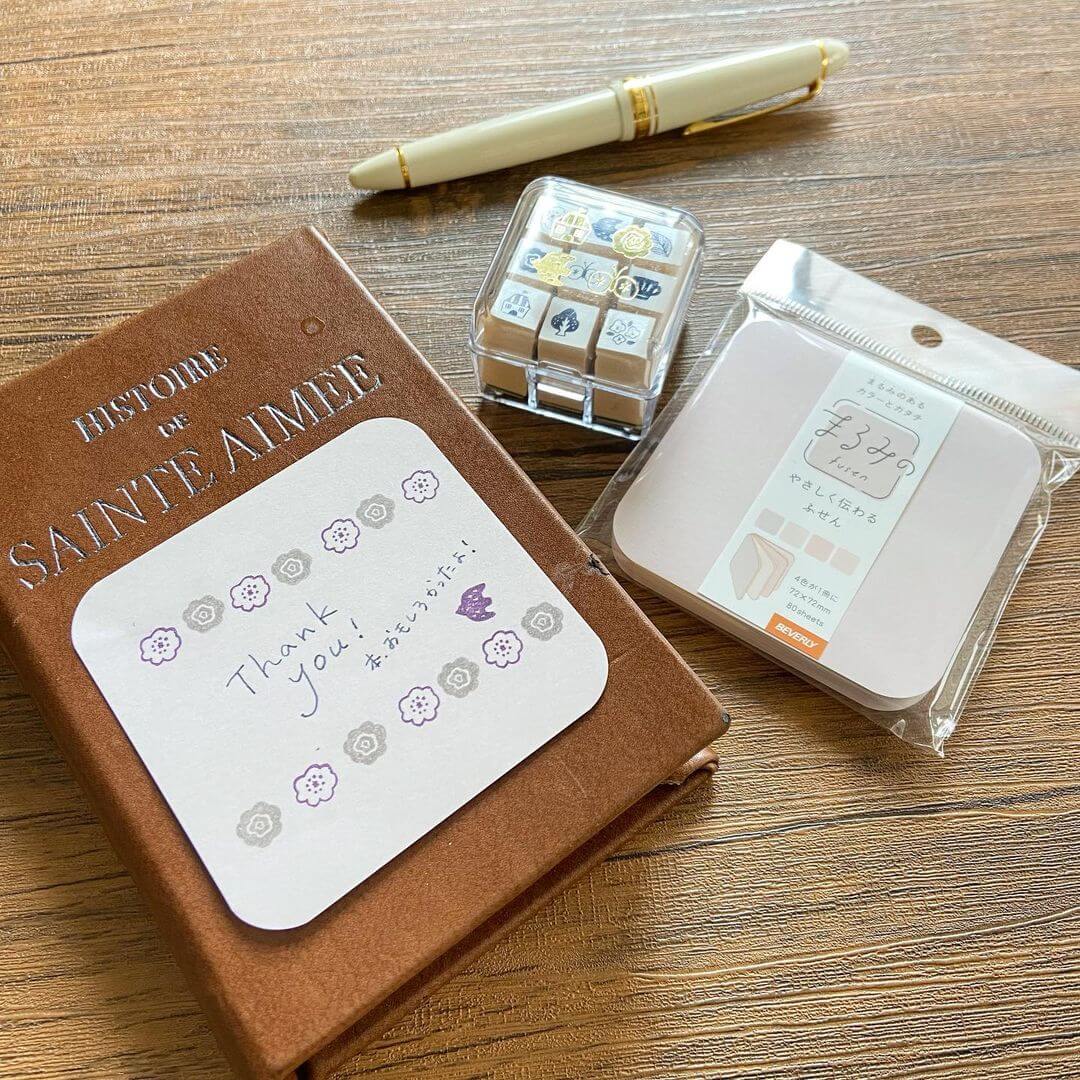 HISTOIRE
DE
SAINTE AIMÉE
Thank
you!
本、おもしろかったよ!
まるみのある
カラーとカタチ
まるみの
fusen
やさしく伝わる
ふせん
4色が1冊に
72×72mm
80sheets
BEVERLY